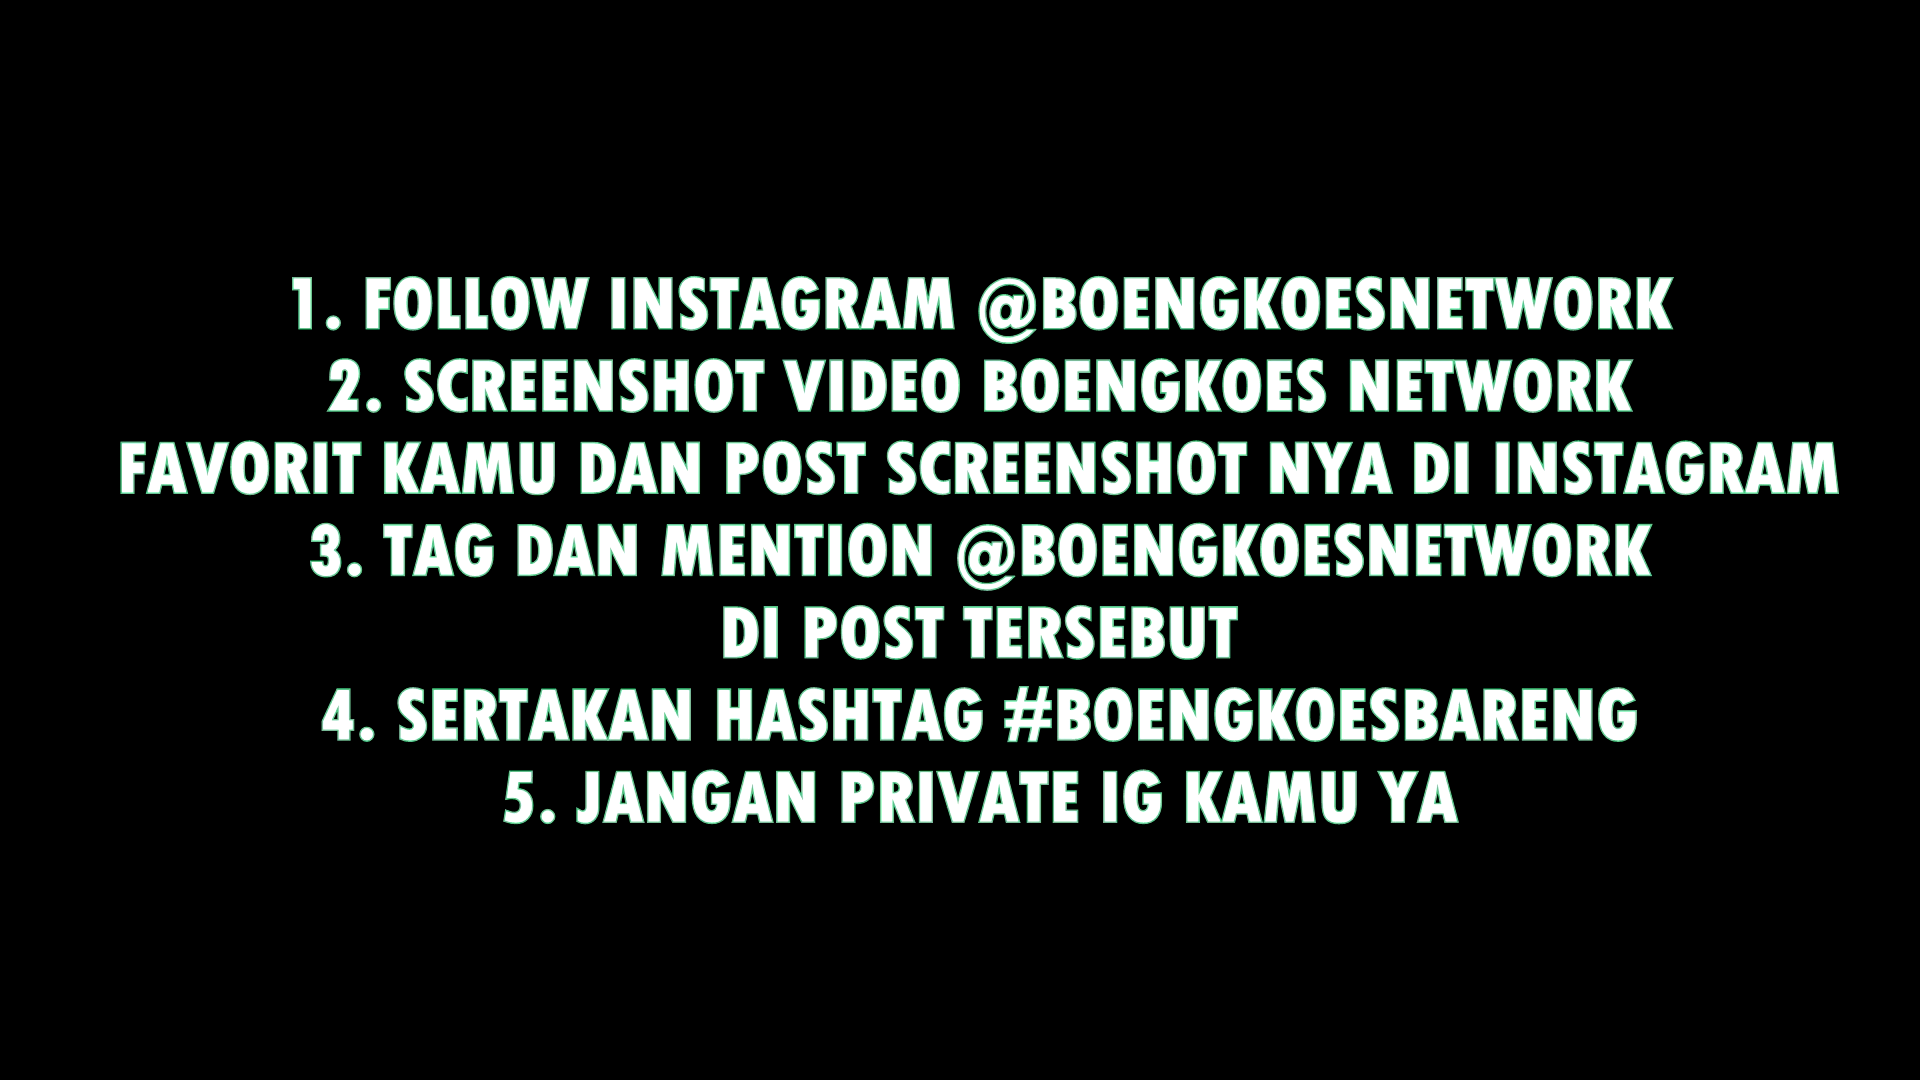 1. FOLLOW INSTAGRAM @BOENGKOESNETWORK
2. SCREENSHOT VIDEO BOENGKOES NETWORK
FAVORIT KAMU DAN POST SCREENSHOT NYA DI INSTAGRAM
3. TAG DAN MENTION @BOENGKOESNETWORK
DI POST TERSEBUT
4. SERTAKAN HASHTAG #BOENGKOESBARENG
5. JANGAN PRIVATE IG KAMU YA